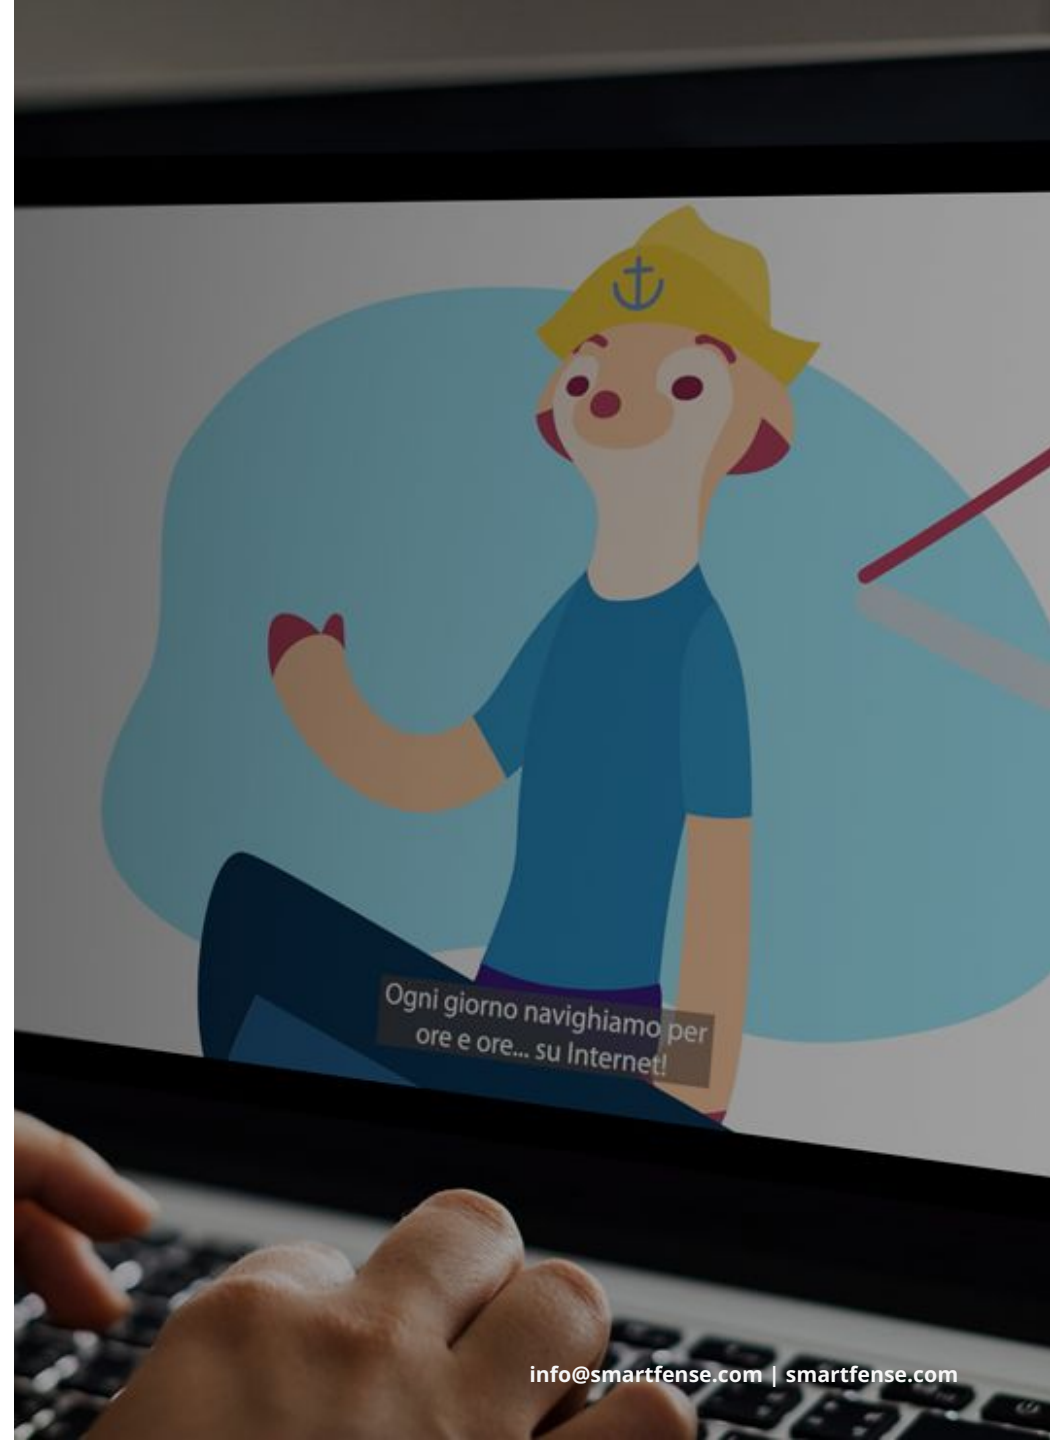 Ogni giorno navighiamo per
ore e ore... su Internet!
info@smartfense.com | smartfense.com